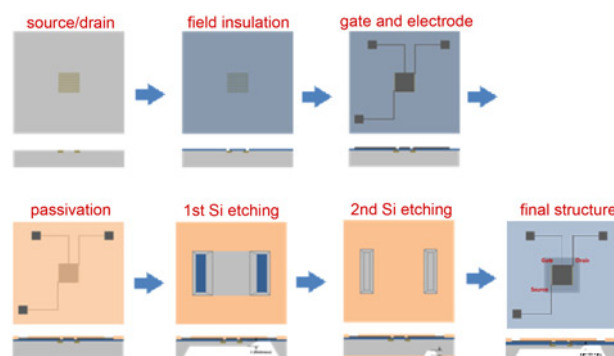 source/drain
field insulation
gate and electrode
passivation
1st Si etching
2nd Si etching
final structure
Gate
Drain
Source